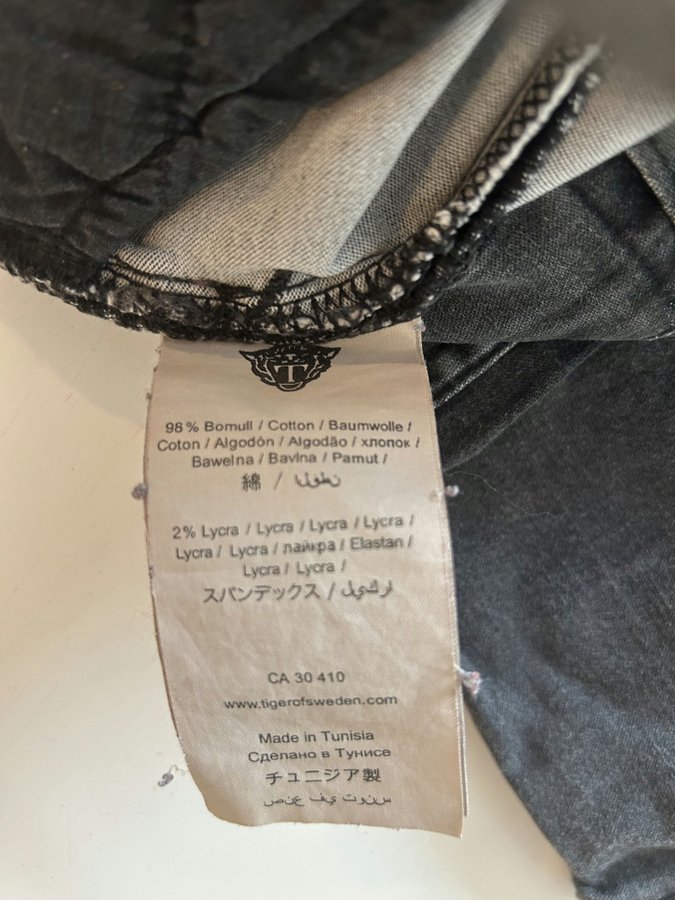 T
98% Bomull / Cotton / Baumwolle /
Coton / Algodón / Algodão / хлопок /
Bawełna / Bavlna / Pamut /
綿 / القطن
2% Lycra / Lycra / Lycra / Lycra /
Lycra / Lycra / лайкра / Elastan /
Lycra / Lycra /
スパンデックス / ليكرا
CA 30 410
www.tigerofsweden.com
Made in Tunisia
Сделано в Тунисе
チュニジア製
صنع في تونس